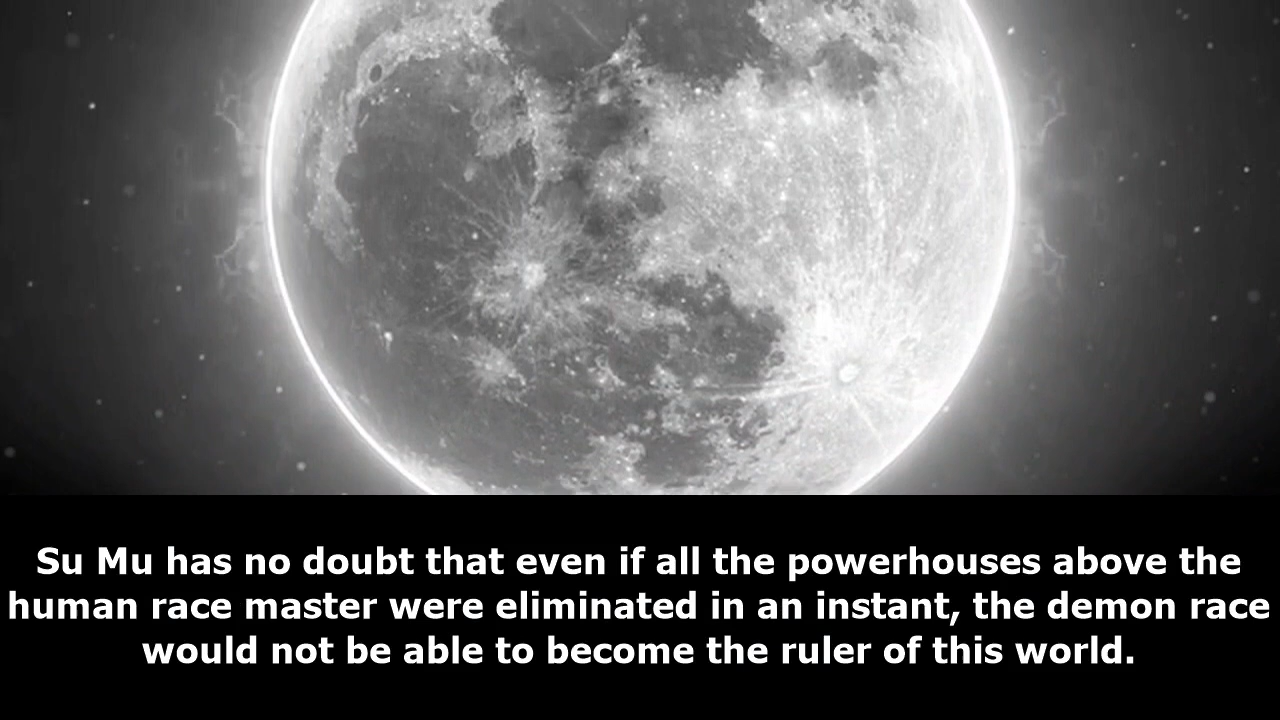 Su Mu has no doubt that even if all the powerhouses above the
human race master were eliminated in an instant, the demon race
would not be able to become the ruler of this world.